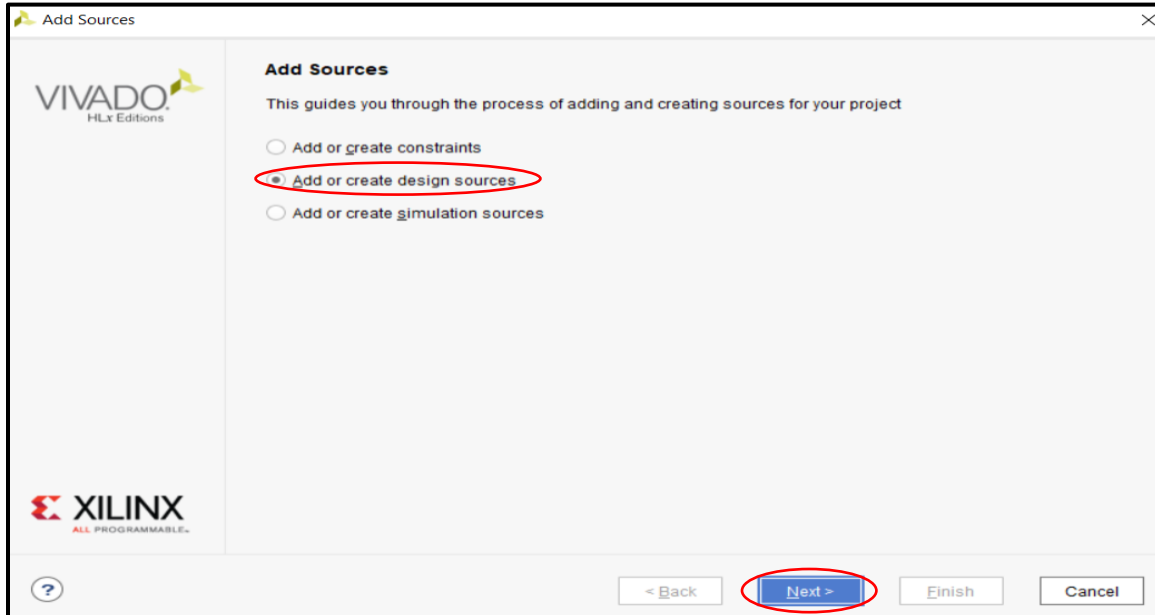 Add Sources
VIVADO.
HLx Editions
Add Sources
This guides you through the process of adding and creating sources for your project
Add or create constraints
Add or create design sources
Add or create simulation sources
XILINX
ALL PROGRAMMABLE™
?
< Back
Next >
Finish
Cancel